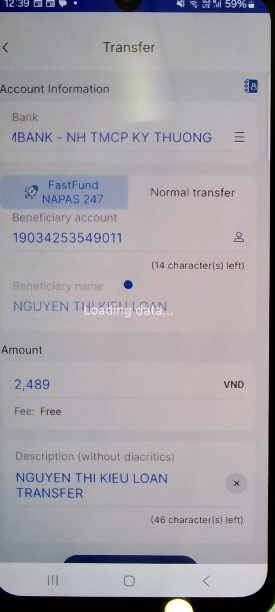 12:39
59%
Transfer
Account Information
Bank
MBANK - NH TMCP KY THUONG
FastFund
NAPAS 247
Normal transfer
Beneficiary account
19034253549011
(14 character(s) left)
Beneficiary name
NGUYEN THI KIEU LOAN
Loading data...
Amount
2,489
VND
Fee: Free
Description (without diacritics)
NGUYEN THI KIEU LOAN
TRANSFER
(46 character(s) left)